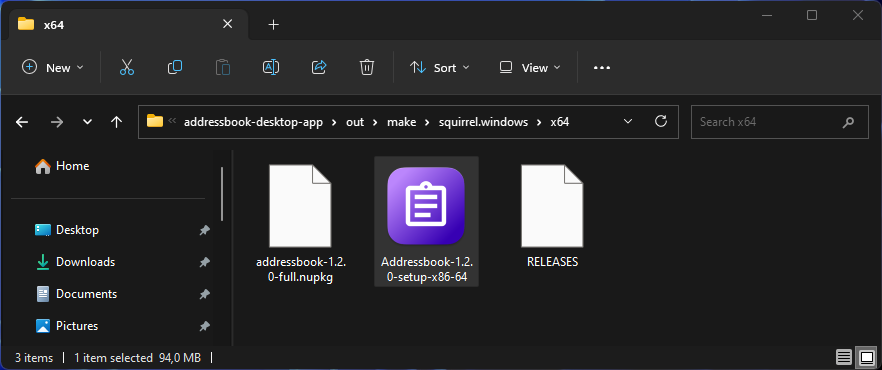 x64
New
Sort
View
addressbook-desktop-app > out > make > squirrel.windows > x64
Search x64
Home
Desktop
Downloads
Documents
Pictures
addressbook-1.2.
0-full.nupkg
Addressbook-1.2.
0-setup-x86-64
RELEASES
3 items
1 item selected 94,0 MB